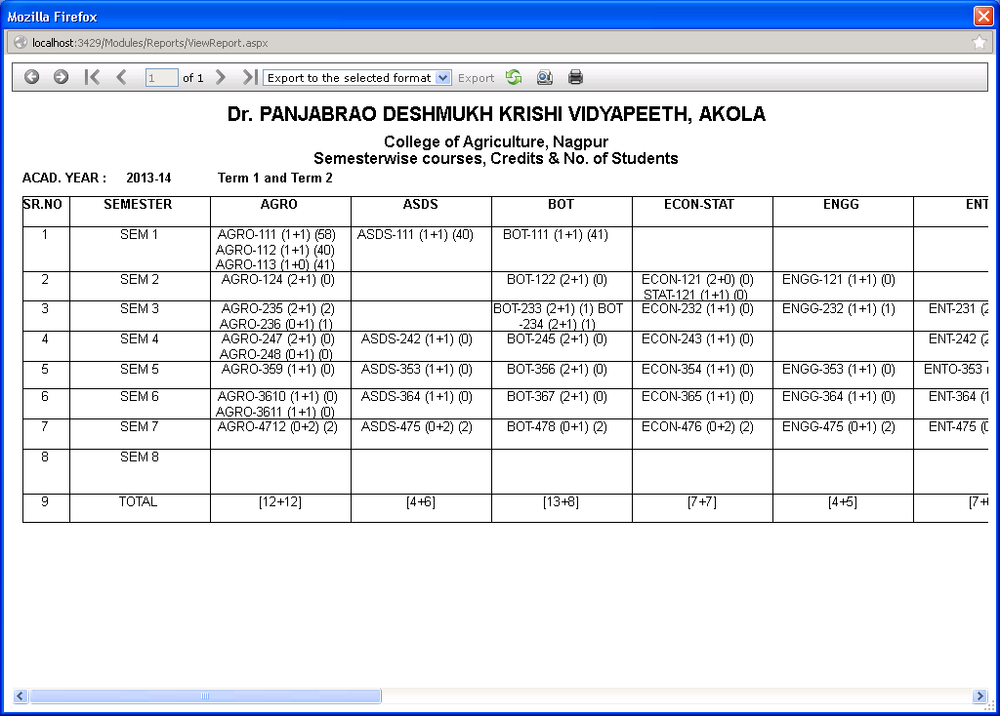 Mozilla Firefox
localhost:3429/Modules/Reports/ViewReport.aspx
1 of 1 Export to the selected format Export
Dr. PANJABRAO DESHMUKH KRISHI VIDYAPEETH, AKOLA
College of Agriculture, Nagpur
Semesterwise courses, Credits & No. of Students
ACAD. YEAR : 2013-14 Term 1 and Term 2
SR.NO SEMESTER AGRO ASDS BOT ECON-STAT ENGG ENT
1 SEM 1 AGRO-111 (1+1) (58) ASDS-111 (1+1) (40) BOT-111 (1+1) (41)
AGRO-112 (1+1) (40)
AGRO-113 (1+0) (41)
2 SEM 2 AGRO-124 (2+1) (0) BOT-122 (2+1) (0) ECON-121 (2+0) (0) ENGG-121 (1+1) (0)
STAT-121 (1+1) (0)
3 SEM 3 AGRO-235 (2+1) (2) BOT-233 (2+1) (1) BOT ECON-232 (1+1) (0) ENGG-232 (1+1) (1) ENT-231 (2
AGRO-236 (0+1) (1) -234 (2+1) (1)
4 SEM 4 AGRO-247 (2+1) (0) ASDS-242 (1+1) (0) BOT-245 (2+1) (0) ECON-243 (1+1) (0) ENT-242 (2
AGRO-248 (0+1) (0)
5 SEM 5 AGRO-359 (1+1) (0) ASDS-353 (1+1) (0) BOT-356 (2+1) (0) ECON-354 (1+1) (0) ENGG-353 (1+1) (0) ENTO-353
6 SEM 6 AGRO-3610 (1+1) (0) ASDS-364 (1+1) (0) BOT-367 (2+1) (0) ECON-365 (1+1) (0) ENGG-364 (1+1) (0) ENT-364 (1
AGRO-3611 (1+1) (0)
7 SEM 7 AGRO-4712 (0+2) (2) ASDS-475 (0+2) (2) BOT-478 (0+1) (2) ECON-476 (0+2) (2) ENGG-475 (0+1) (2) ENT-475 (0
8 SEM 8
9 TOTAL [12+12] [4+6] [13+8] [7+7] [4+5] [7+